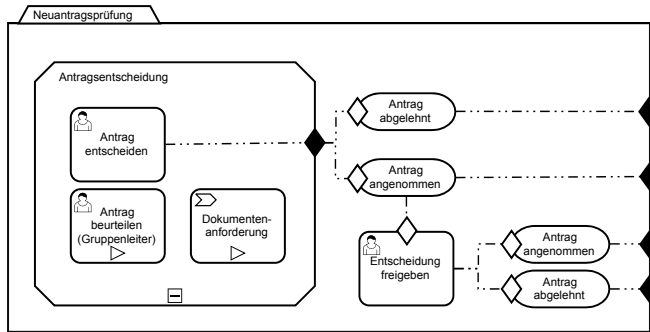 Neuantragsprüfung
Antragsentscheidung
Antrag
entscheiden
Antrag
beurteilen
(Gruppenleiter)
Dokumenten-
anforderung
Antrag
abgelehnt
Antrag
angenommen
Entscheidung
freigeben
Antrag
angenommen
Antrag
abgelehnt